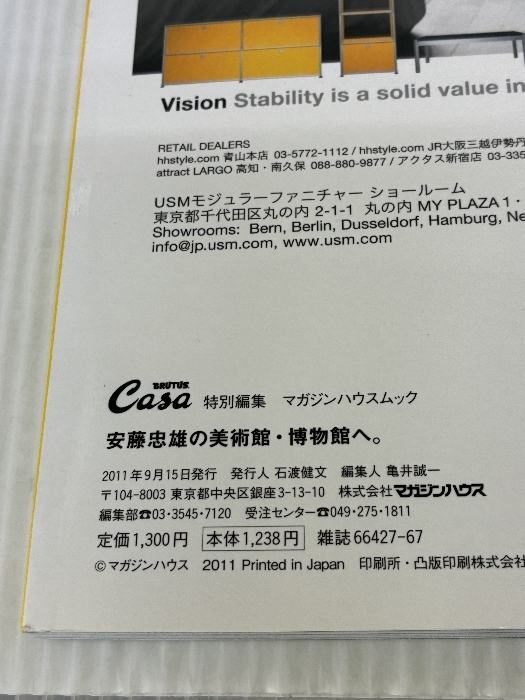 Vision Stability is a solid value in
RETAIL DEALERS
hhstyle.com 青山本店 03-5772-1112 / hhstyle.com JR大阪三越伊勢丹
attract LARGO 高知・南久保 088-880-9877 / アクタス新宿店 03-335
USMモジュラーファニチャー ショールーム
東京都千代田区丸の内 2-1-1 丸の内 MY PLAZA 1・
Showrooms: Bern, Berlin, Dusseldorf, Hamburg, Ne
info@jp.usm.com, www.usm.com
BRUTUS
Casa 特別編集 マガジンハウスムック
安藤忠雄の美術館・博物館へ。
2011年9月15日発行 発行人 石渡健文 編集人 亀井誠一
〒104-8003 東京都中央区銀座3-13-10 株式会社マガジンハウス
編集部☎03・3545・7120 受注センター☎049・275・1811
定価1,300円 本体1,238円 雑誌 66427-67
©マガジンハウス 2011 Printed in Japan 印刷所・凸版印刷株式会社